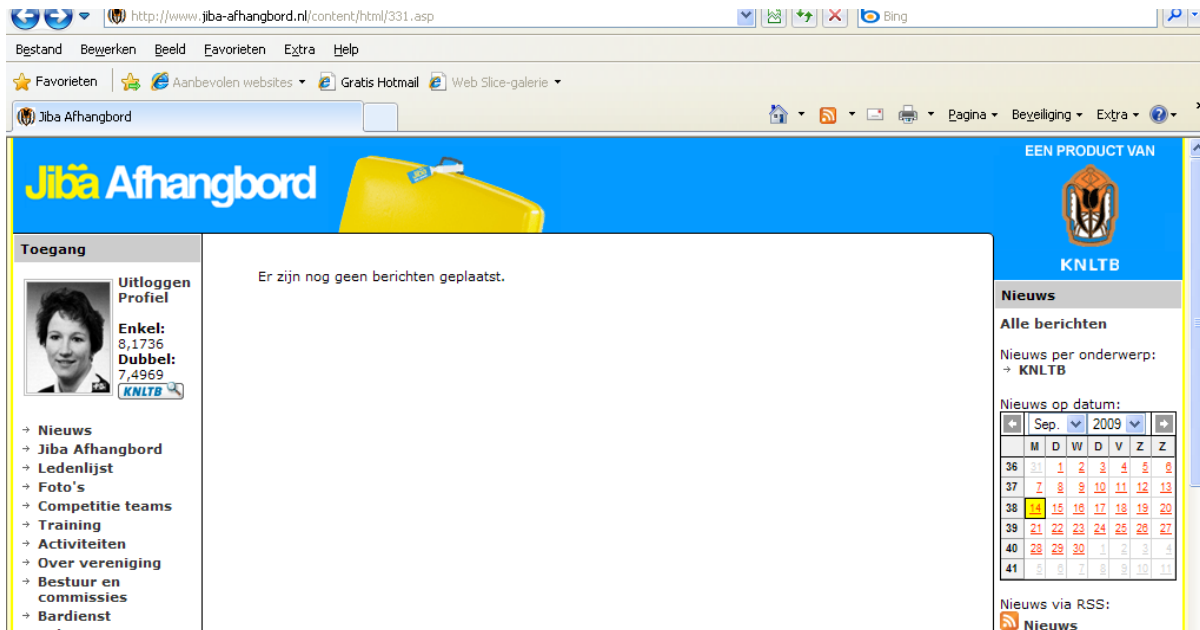 http://www.jiba-afhangbord.nl/content/html/331.asp
Bing
Bestand Bewerken Beeld Favorieten Extra Help
Favorieten Aanbevolen websites Gratis Hotmail Web Slice-galerie
Jiba Afhangbord
Pagina Beveiliging Extra
Jiba Afhangbord
EEN PRODUCT VAN
KNLTB
Toegang
Uitloggen
Profiel
Enkel:
8,1736
Dubbel:
7,4969
KNLTB
→ Nieuws
→ Jiba Afhangbord
→ Ledenlijst
→ Foto's
→ Competitie teams
→ Training
→ Activiteiten
→ Over vereniging
→ Bestuur en
commissies
→ Bardienst
Er zijn nog geen berichten geplaatst.
Nieuws
Alle berichten
Nieuws per onderwerp:
→ KNLTB
Nieuws op datum:
Sep. 2009
M D W D V Z Z
36 31 1 2 3 4 5 6
37 7 8 9 10 11 12 13
38 14 15 16 17 18 19 20
39 21 22 23 24 25 26 27
40 28 29 30 1 2 3 4
41 5 6 7 8 9 10 11
Nieuws via RSS:
Nieuws